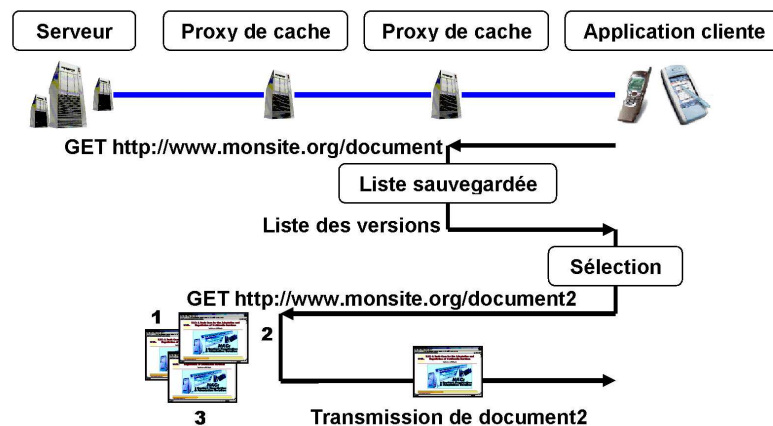 Serveur
Proxy de cache
Proxy de cache
Application cliente
GET http://www.monsite.org/document
Liste sauvegardée
Liste des versions
Sélection
GET http://www.monsite.org/document2
1
2
3
Transmission de document2